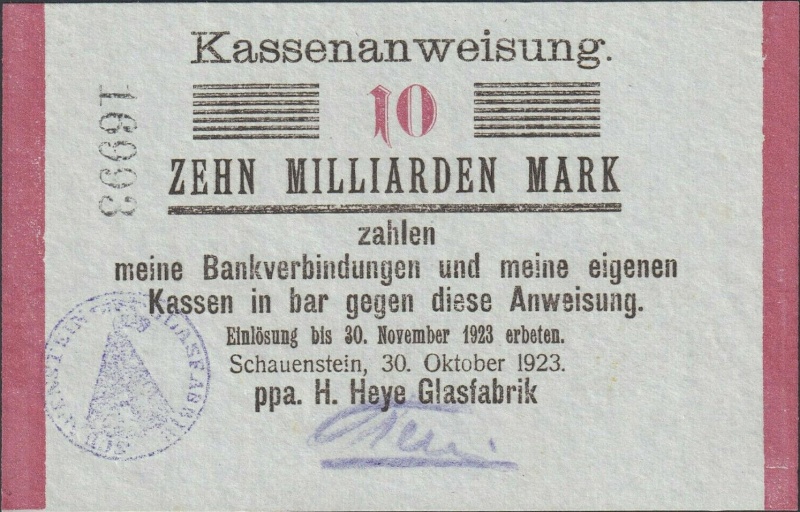 Kassenanweisung.
10
ZEHN MILLIARDEN MARK
zahlen
meine Bankverbindungen und meine eigenen
Kassen in bar gegen diese Anweisung.
Einlösung bis 30. November 1923 erbeten.
Schauenstein, 30. Oktober 1923.
ppa. H. Heye Glasfabrik
16993